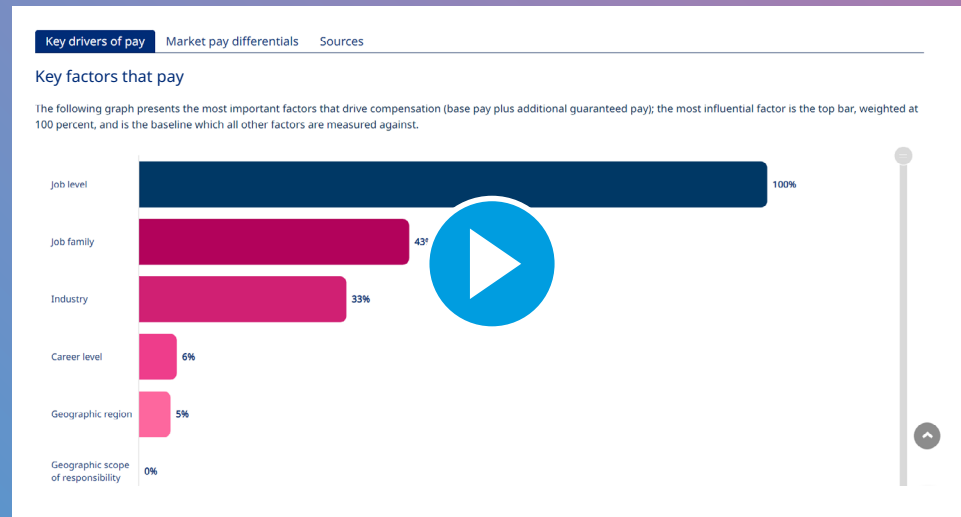 Key drivers of pay Market pay differentials Sources
Key factors that pay
The following graph presents the most important factors that drive compensation (base pay plus additional guaranteed pay); the most influential factor is the top bar, weighted at
100 percent, and is the baseline which all other factors are measured against.
Job level 100%
Job family 43%
Industry 33%
Career level 6%
Geographic region 5%
Geographic scope
of responsibility 0%